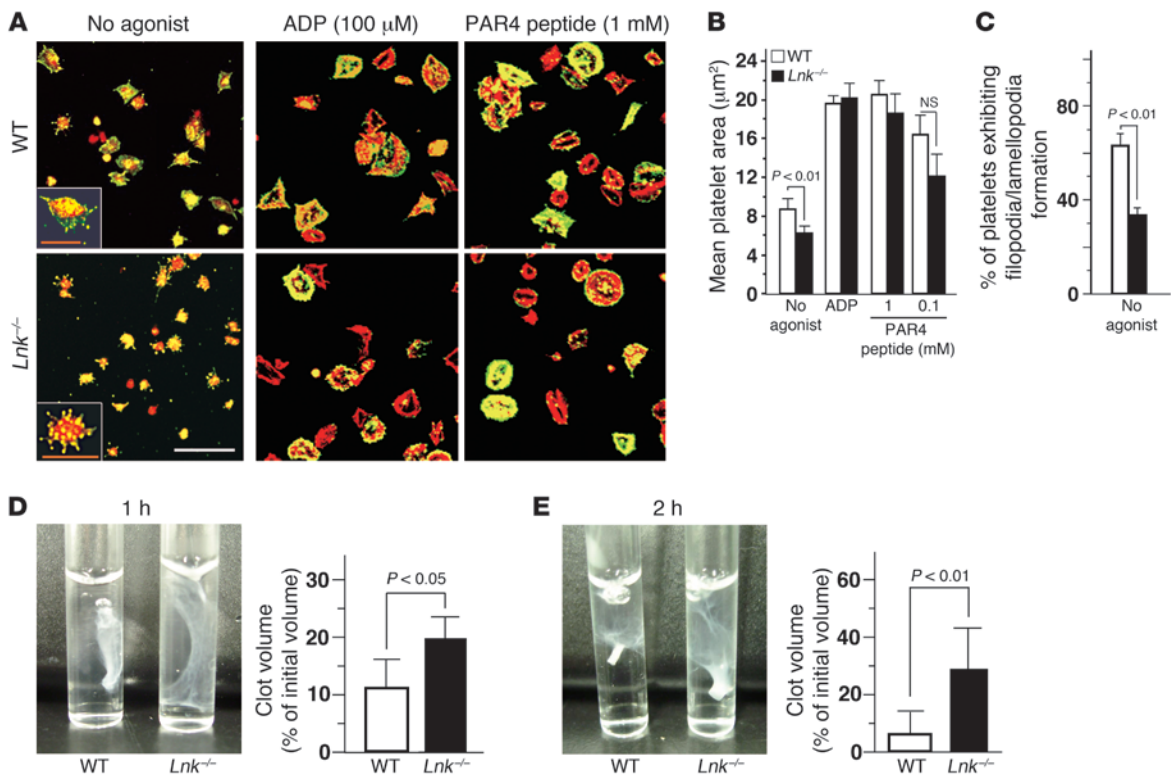 A
No agonist
ADP (100 μM)
PAR4 peptide (1 mM)
WT
Lnk–/–
B
WT
Lnk–/–
Mean platelet area (μm2)
24
20
16
12
8
4
0
P < 0.01
NS
No agonist
ADP
1
0.1
PAR4
peptide (mM)
C
% of platelets exhibiting
filopodia/lamellopodia
formation
80
40
0
P < 0.01
No
agonist
D
1 h
WT
Lnk–/–
Clot volume
(% of initial volume)
30
20
10
0
P < 0.05
WT
Lnk–/–
E
2 h
WT
Lnk–/–
Clot volume
(% of initial volume)
60
40
20
0
P < 0.01
WT
Lnk–/–